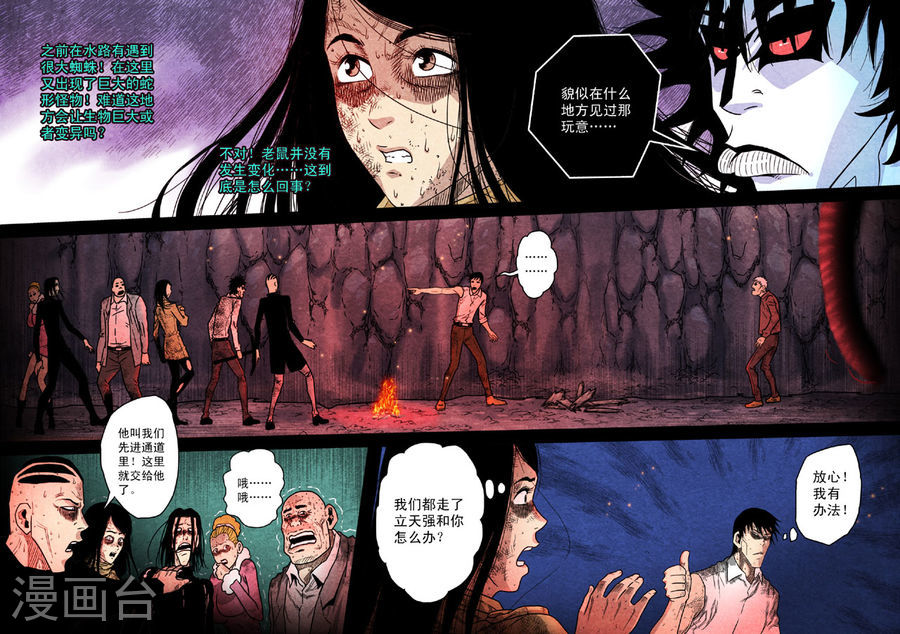 之前在水路有遇到
很大蜘蛛！在这里
又出现了巨大的蛇
形怪物！难道这地
方会让生物巨大或
者变异吗？
不对！老鼠并没有
发生变化……这到
底是怎么回事？
貌似在什么
地方见过那
玩意……
……
……
他叫我们
先进通道
里！这里
就交给他
了。
哦……
哦……
我们都走了
立天强和你
怎么办？
放心！
我有
办法！
漫画台